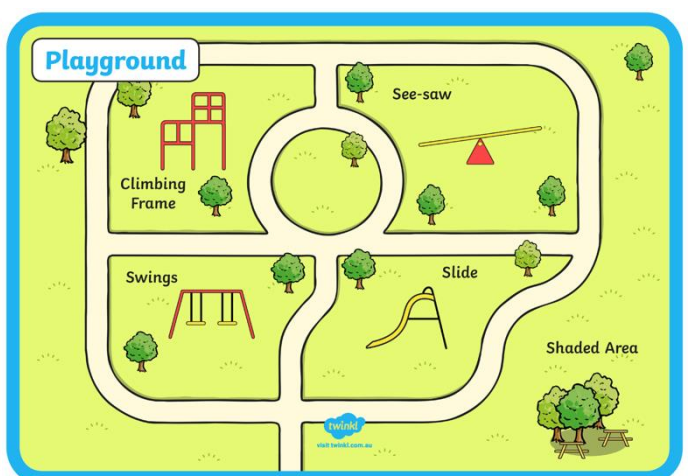 Playground
See-saw
Climbing
Frame
Swings
Slide
Shaded Area
twinkl
visit twinkl.com.au